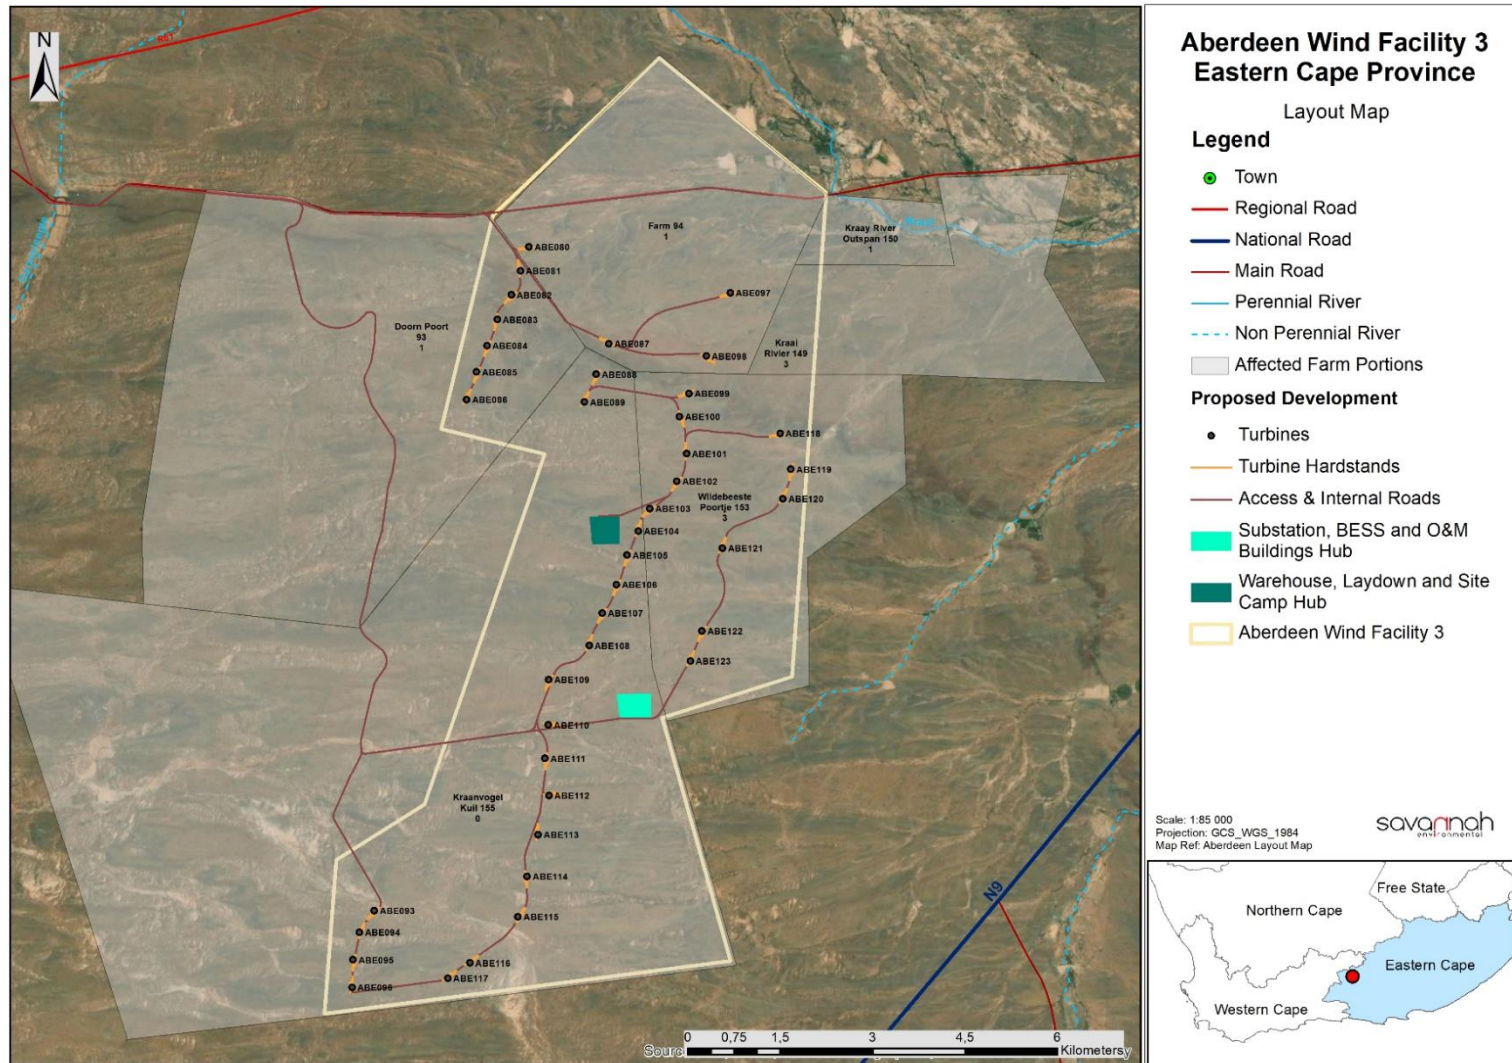 Aberdeen Wind Facility 3
Eastern Cape Province
Layout Map
Legend
Town
Regional Road
National Road
Main Road
Perennial River
Non Perennial River
Affected Farm Portions
Proposed Development
Turbines
Turbine Hardstands
Access & Internal Roads
Substation, BESS and O&M
Buildings Hub
Warehouse, Laydown and Site
Camp Hub
Aberdeen Wind Facility 3
Scale: 1:85 000
Projection: GCS_WGS_1984
Map Ref: Aberdeen Layout Map
savannah
environmental
Free State
Northern Cape
Eastern Cape
Western Cape
N
R61
Farm 94
1
Kraay River
Outspan 150
1
Doorn Poort
93
1
Kraai
Rivier 149
3
Wildebeeste
Poortje 153
3
Kraanvogel
Kuil 155
0
ABE080
ABE081
ABE082
ABE083
ABE084
ABE085
ABE086
ABE087
ABE088
ABE089
ABE097
ABE098
ABE099
ABE100
ABE101
ABE102
ABE103
ABE104
ABE105
ABE106
ABE107
ABE108
ABE109
ABE110
ABE111
ABE112
ABE113
ABE114
ABE115
ABE116
ABE117
ABE118
ABE119
ABE120
ABE121
ABE122
ABE123
ABE093
ABE094
ABE095
ABE096
N9
0 0,75 1,5 3 4,5 6
Kilometers